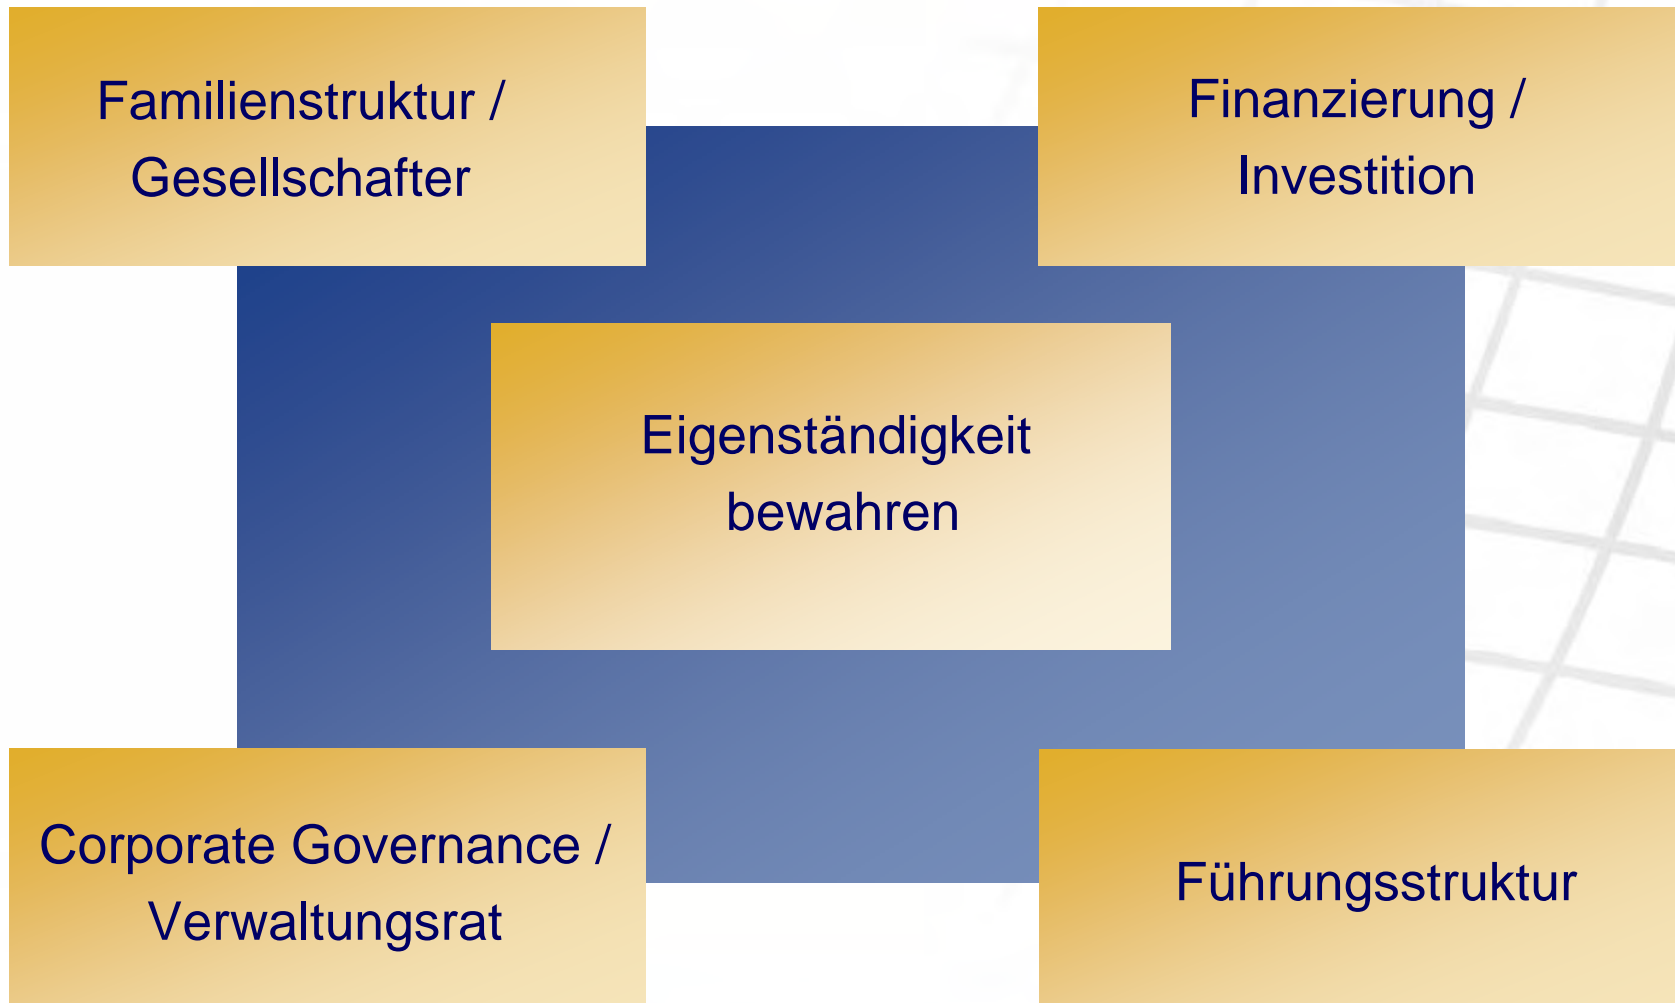 Familienstruktur /
Gesellschafter
Finanzierung /
Investition
Eigenständigkeit
bewahren
Corporate Governance /
Verwaltungsrat
Führungsstruktur